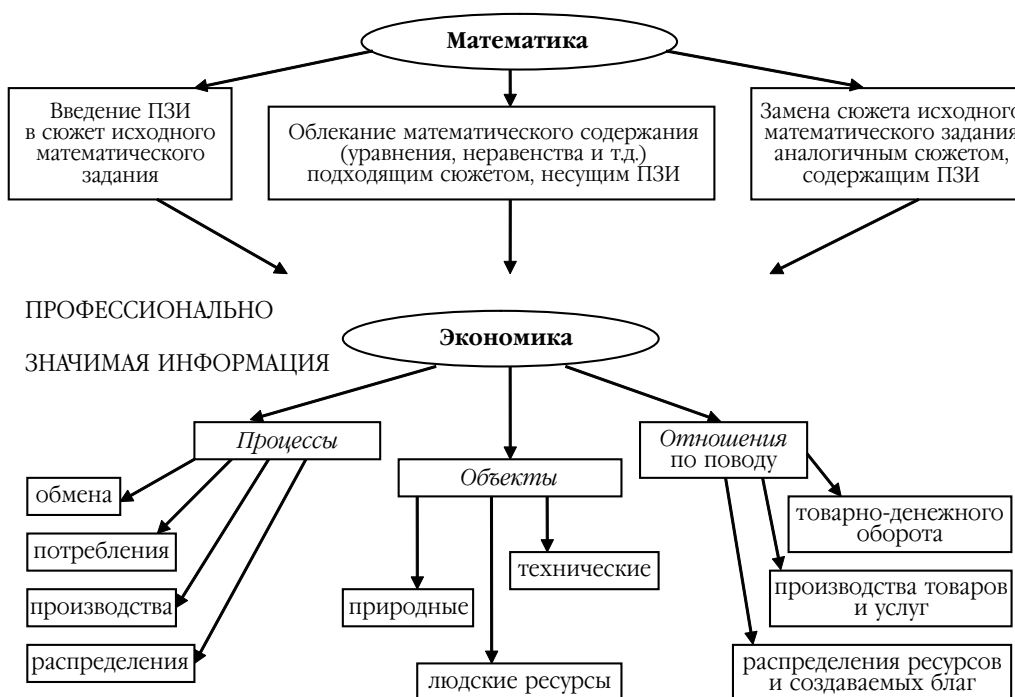 Математика
Введение ПЗИ
в сюжет исходного
математического
задания
Облекание математического содержания
(уравнения, неравенства и т.д.)
подходящим сюжетом, несущим ПЗИ
Замена сюжета исходного
математического задания
аналогичным сюжетом,
содержащим ПЗИ
ПРОФЕССИОНАЛЬНО
ЗНАЧИМАЯ ИНФОРМАЦИЯ
Экономика
Процессы
обмена
потребления
производства
распределения
Объекты
природные
людские ресурсы
технические
Отношения
по поводу
товарно-денежного
оборота
производства товаров
и услуг
распределения ресурсов
и создаваемых благ